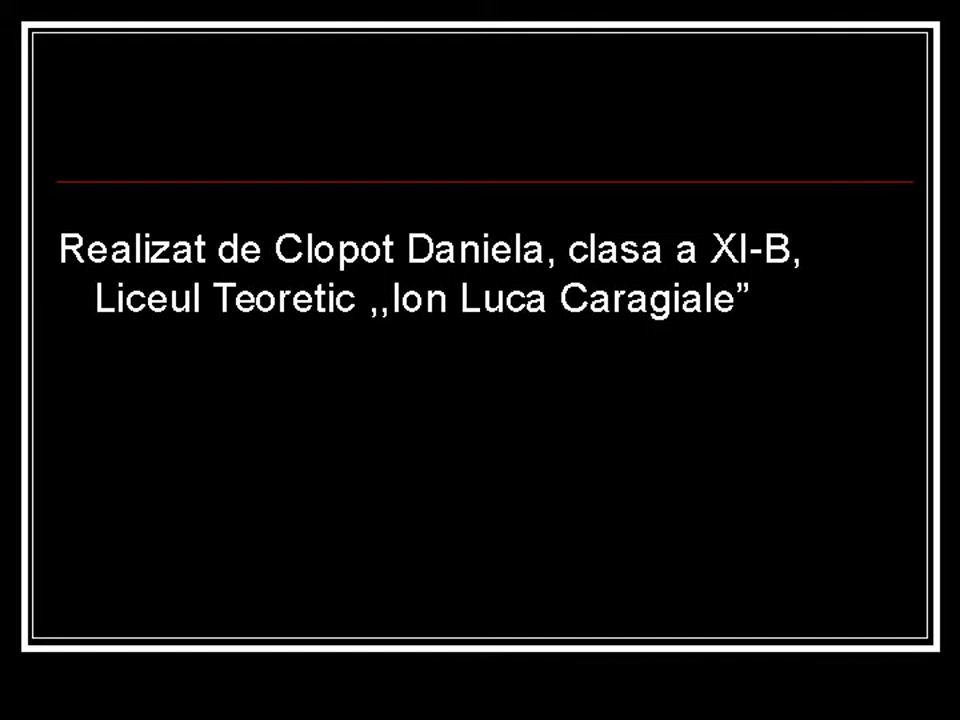 Realizat de Clopot Daniela, clasa a XI-B,
Liceul Teoretic ,,Ion Luca Caragiale”